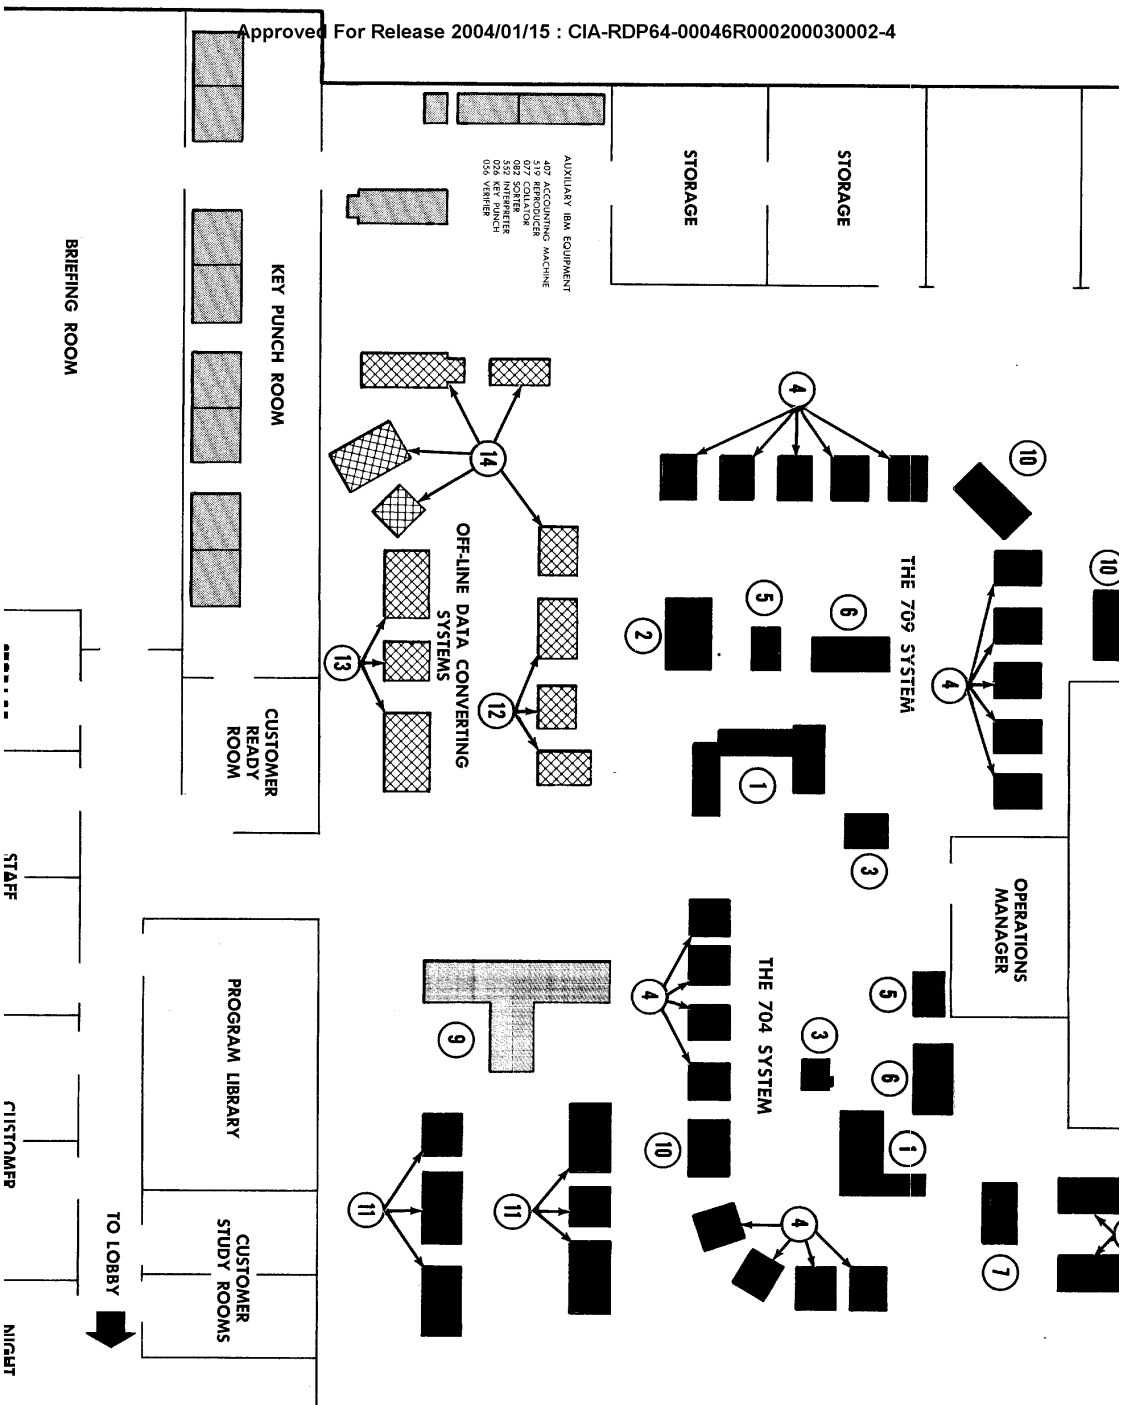 Approved For Release 2004/01/15 : CIA-RDP64-00046R000200030002-4
STORAGE
STORAGE
AUXILIARY IBM EQUIPMENT
407 ACCOUNTING MACHINE
519 REPRODUCER
077 COLLATOR
082 SORTER
552 INTERPRETER
026 KEY PUNCH
056 VERIFIER
BRIEFING ROOM
KEY PUNCH ROOM
4
10
14
10
OFF-LINE DATA CONVERTING
SYSTEMS
THE 709 SYSTEM
5
6
2
13
12
4
1
3
CUSTOMER
READY
ROOM
STAFF
OPERATIONS
MANAGER
PROGRAM LIBRARY
4
THE 704 SYSTEM
5
3
9
6
CUSTOMER
10
1
11
11
4
7
TO LOBBY
CUSTOMER
STUDY ROOMS
NIGHT